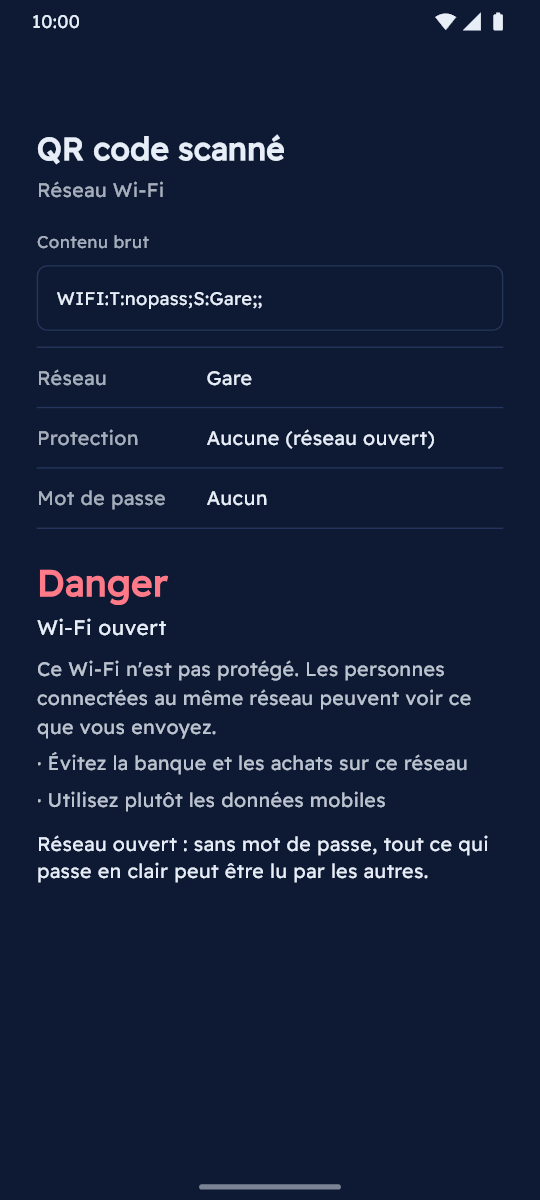 10:00
QR code scanné
Réseau Wi-Fi
Contenu brut
WIFI:T:nopass;S:Gare;;
Réseau Gare
Protection Aucune (réseau ouvert)
Mot de passe Aucun
Danger
Wi-Fi ouvert
Ce Wi-Fi n'est pas protégé. Les personnes
connectées au même réseau peuvent voir ce
que vous envoyez.
· Évitez la banque et les achats sur ce réseau
· Utilisez plutôt les données mobiles
Réseau ouvert : sans mot de passe, tout ce qui
passe en clair peut être lu par les autres.